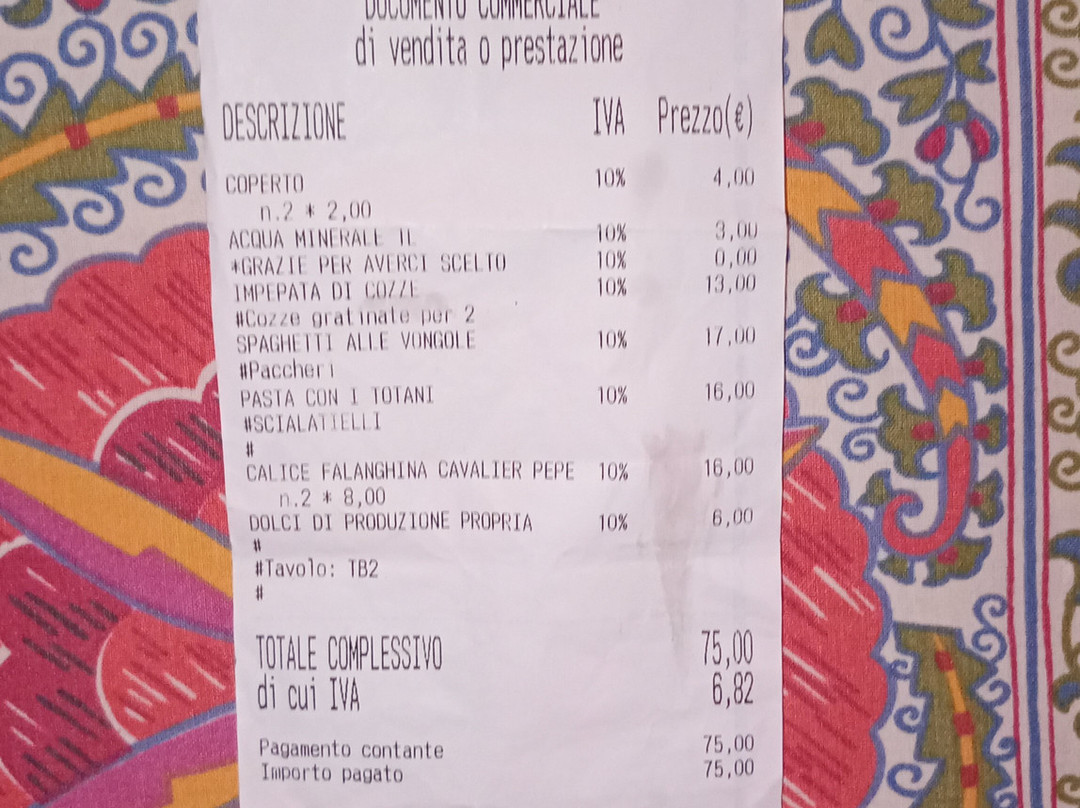 DOCUMENTO COMMERCIALE
di vendita o prestazione
DESCRIZIONE IVA Prezzo(€)
COPERTO 10% 4,00
n.2 * 2,00
ACQUA MINERALE 1L 10% 3,00
*GRAZIE PER AVERCI SCELTO 10% 0,00
IMPEPATA DI COZZE 10% 13,00
#Cozze gratinate per 2
SPAGHETTI ALLE VONGOLE 10% 17,00
#Paccheri
PASTA CON I TOTANI 10% 16,00
#SCIALATIELLI
#
CALICE FALANGHINA CAVALIER PEPE 10% 16,00
n.2 * 8,00
DOLCI DI PRODUZIONE PROPRIA 10% 6,00
#
#Tavolo: TB2
#
TOTALE COMPLESSIVO 75,00
di cui IVA 6,82
Pagamento contante 75,00
Importo pagato 75,00